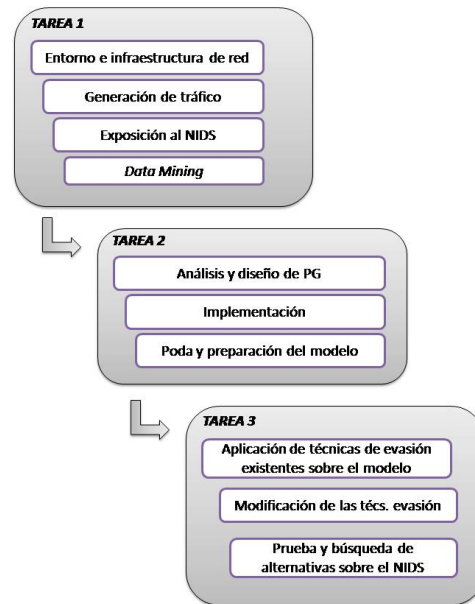 TAREA 1
Entorno e infraestructura de red
Generación de tráfico
Exposición al NIDS
Data Mining
TAREA 2
Análisis y diseño de PG
Implementación
Poda y preparación del modelo
TAREA 3
Aplicación de técnicas de evasión
existentes sobre el modelo
Modificación de las técs. evasión
Prueba y búsqueda de
alternativas sobre el NIDS